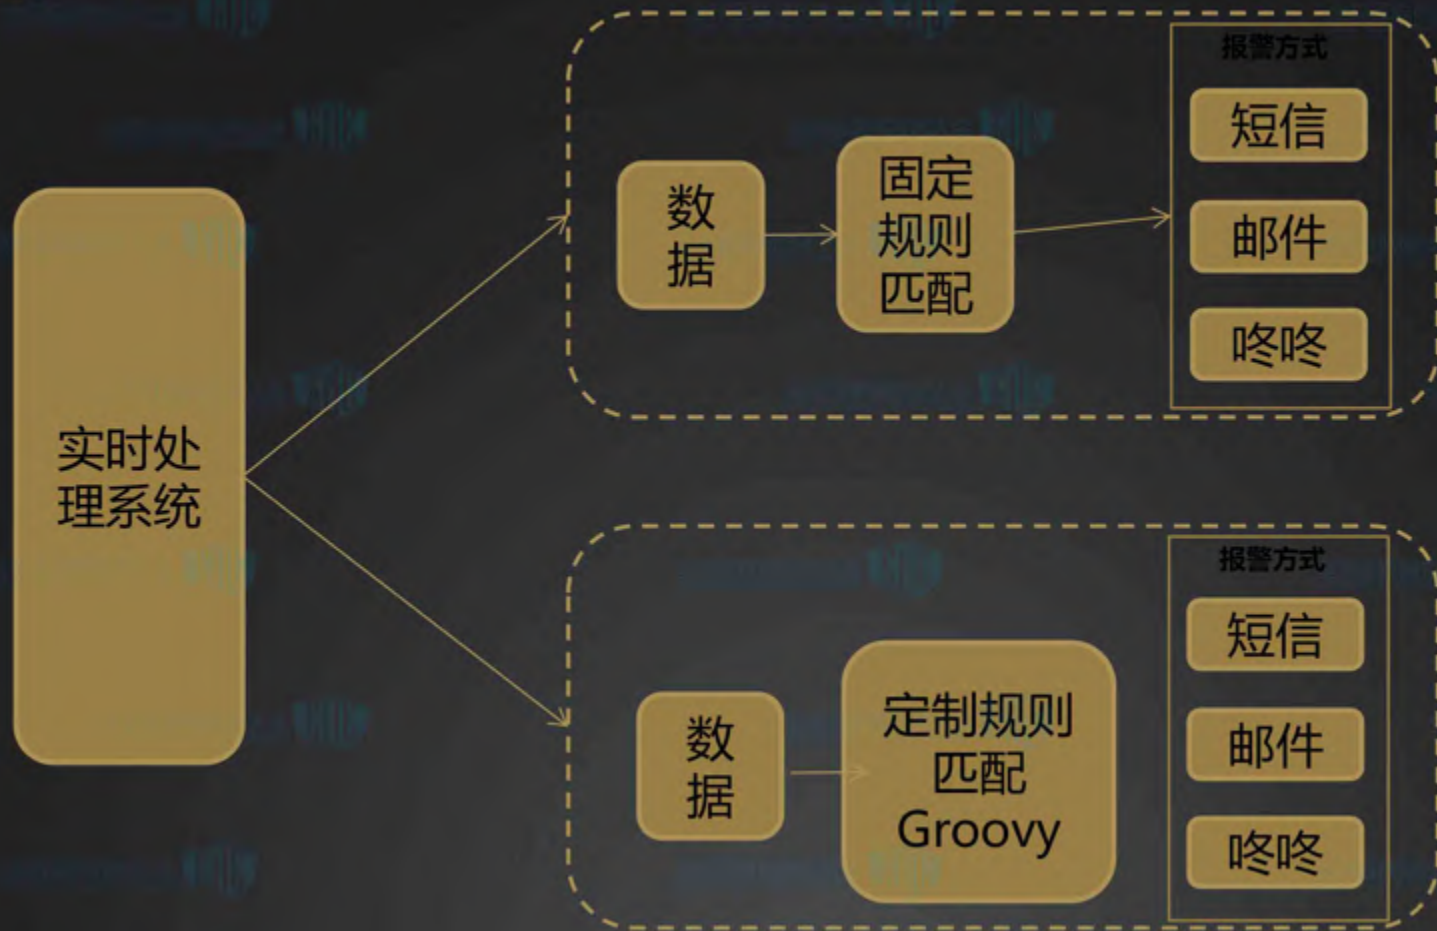 实时处
理系统
数
据
固定
规则
匹配
报警方式
短信
邮件
咚咚
数
据
定制规则
匹配
Groovy
报警方式
短信
邮件
咚咚